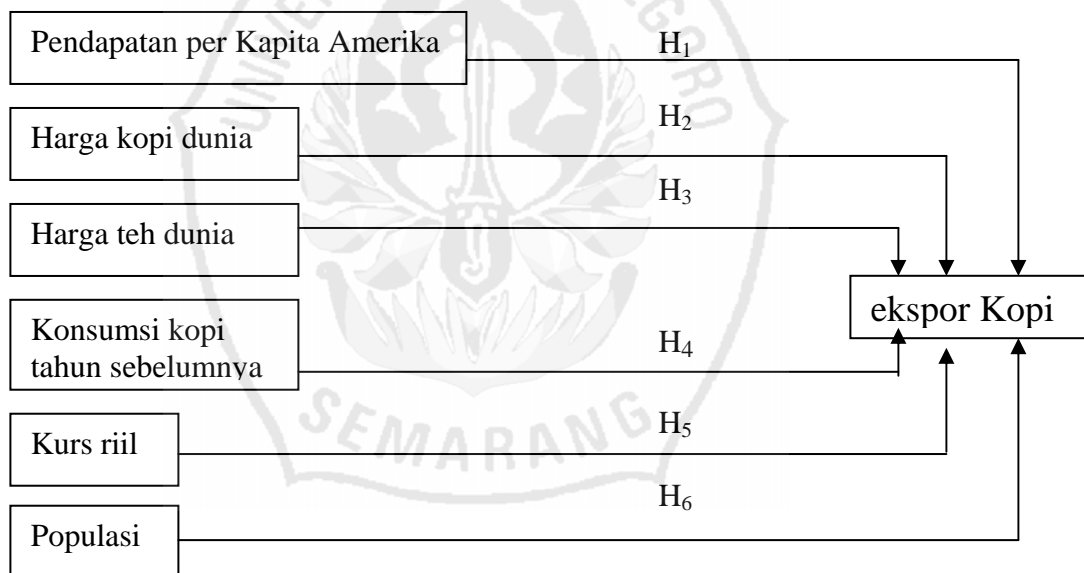 Pendapatan per Kapita Amerika
H₁
Harga kopi dunia
H₂
Harga teh dunia
H₃
ekspor Kopi
Konsumsi kopi
tahun sebelumnya
H₄
Kurs riil
H₅
Populasi
H₆
SEMARANG